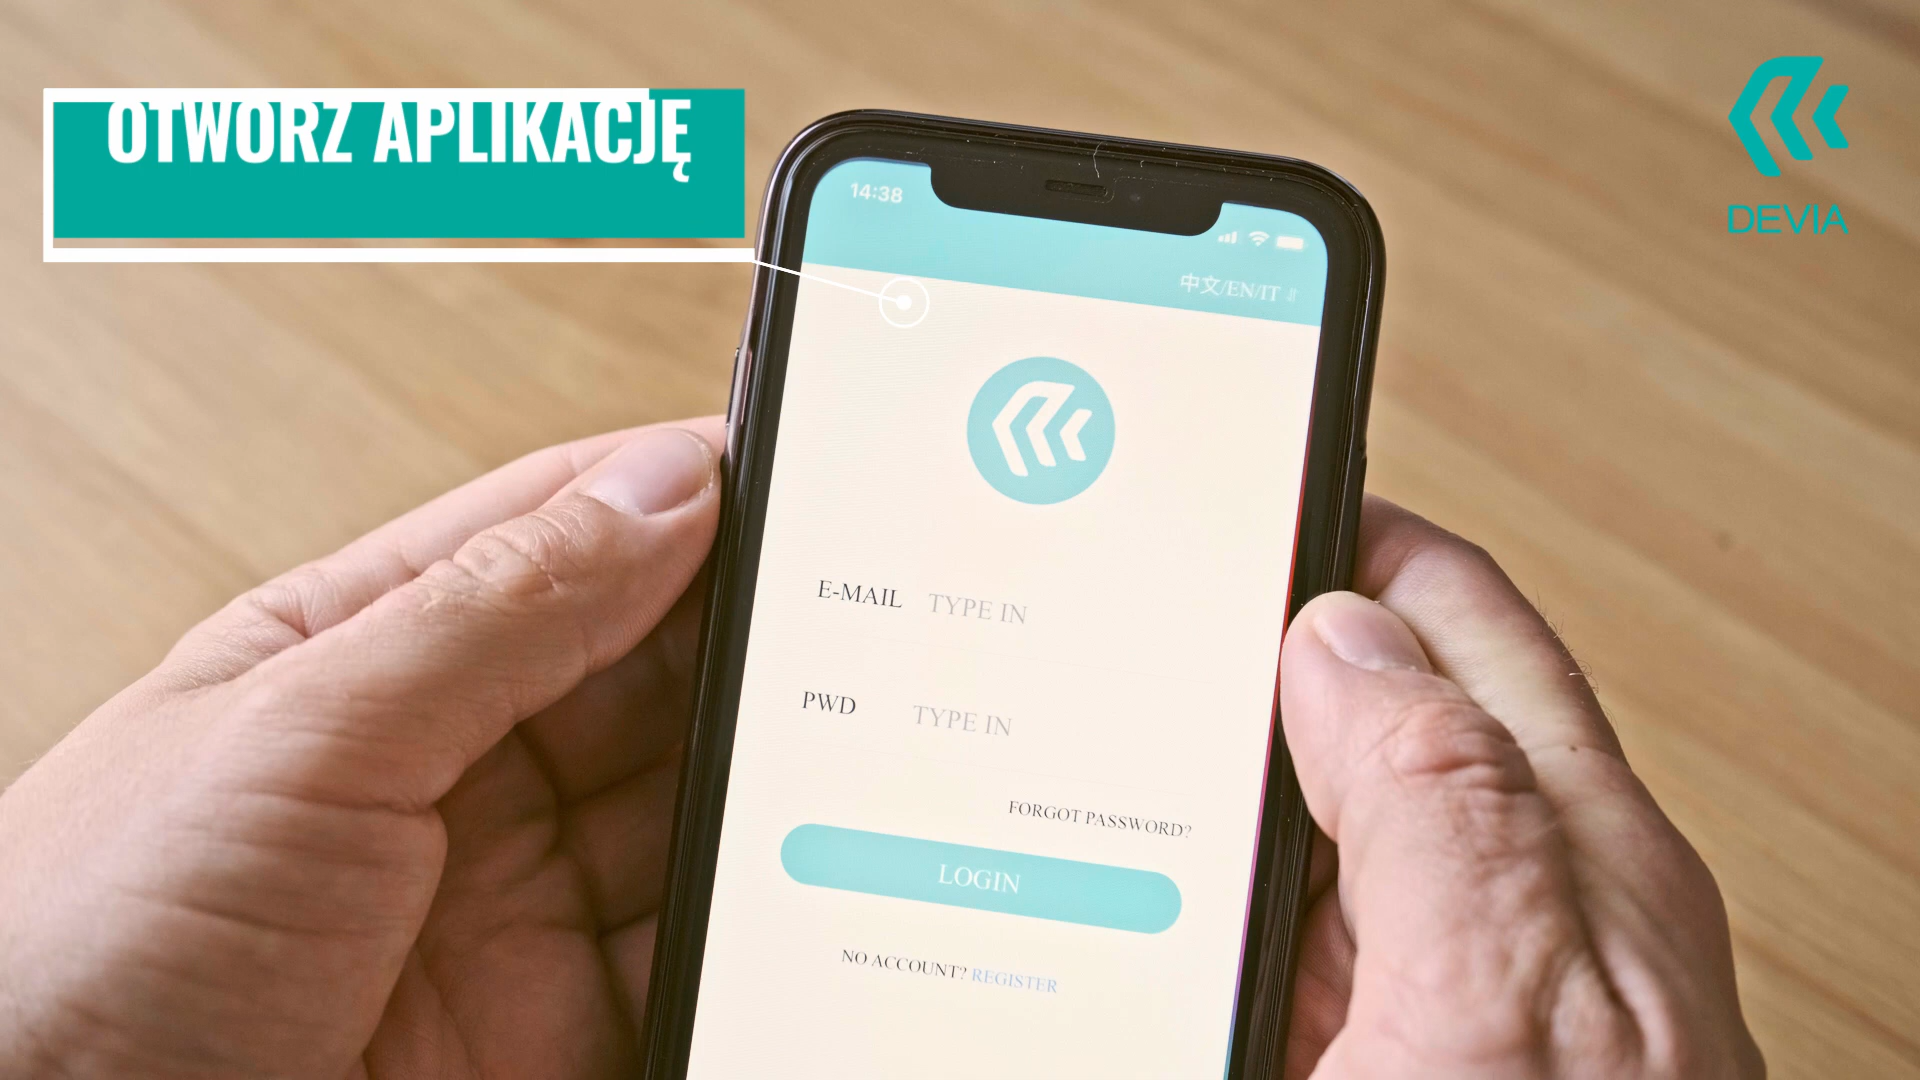 OTWÓRZ APLIKACJĘ
DEVIA
14:38
中文/EN/IT
E-MAIL TYPE IN
PWD TYPE IN
FORGOT PASSWORD?
LOGIN
NO ACCOUNT? REGISTER